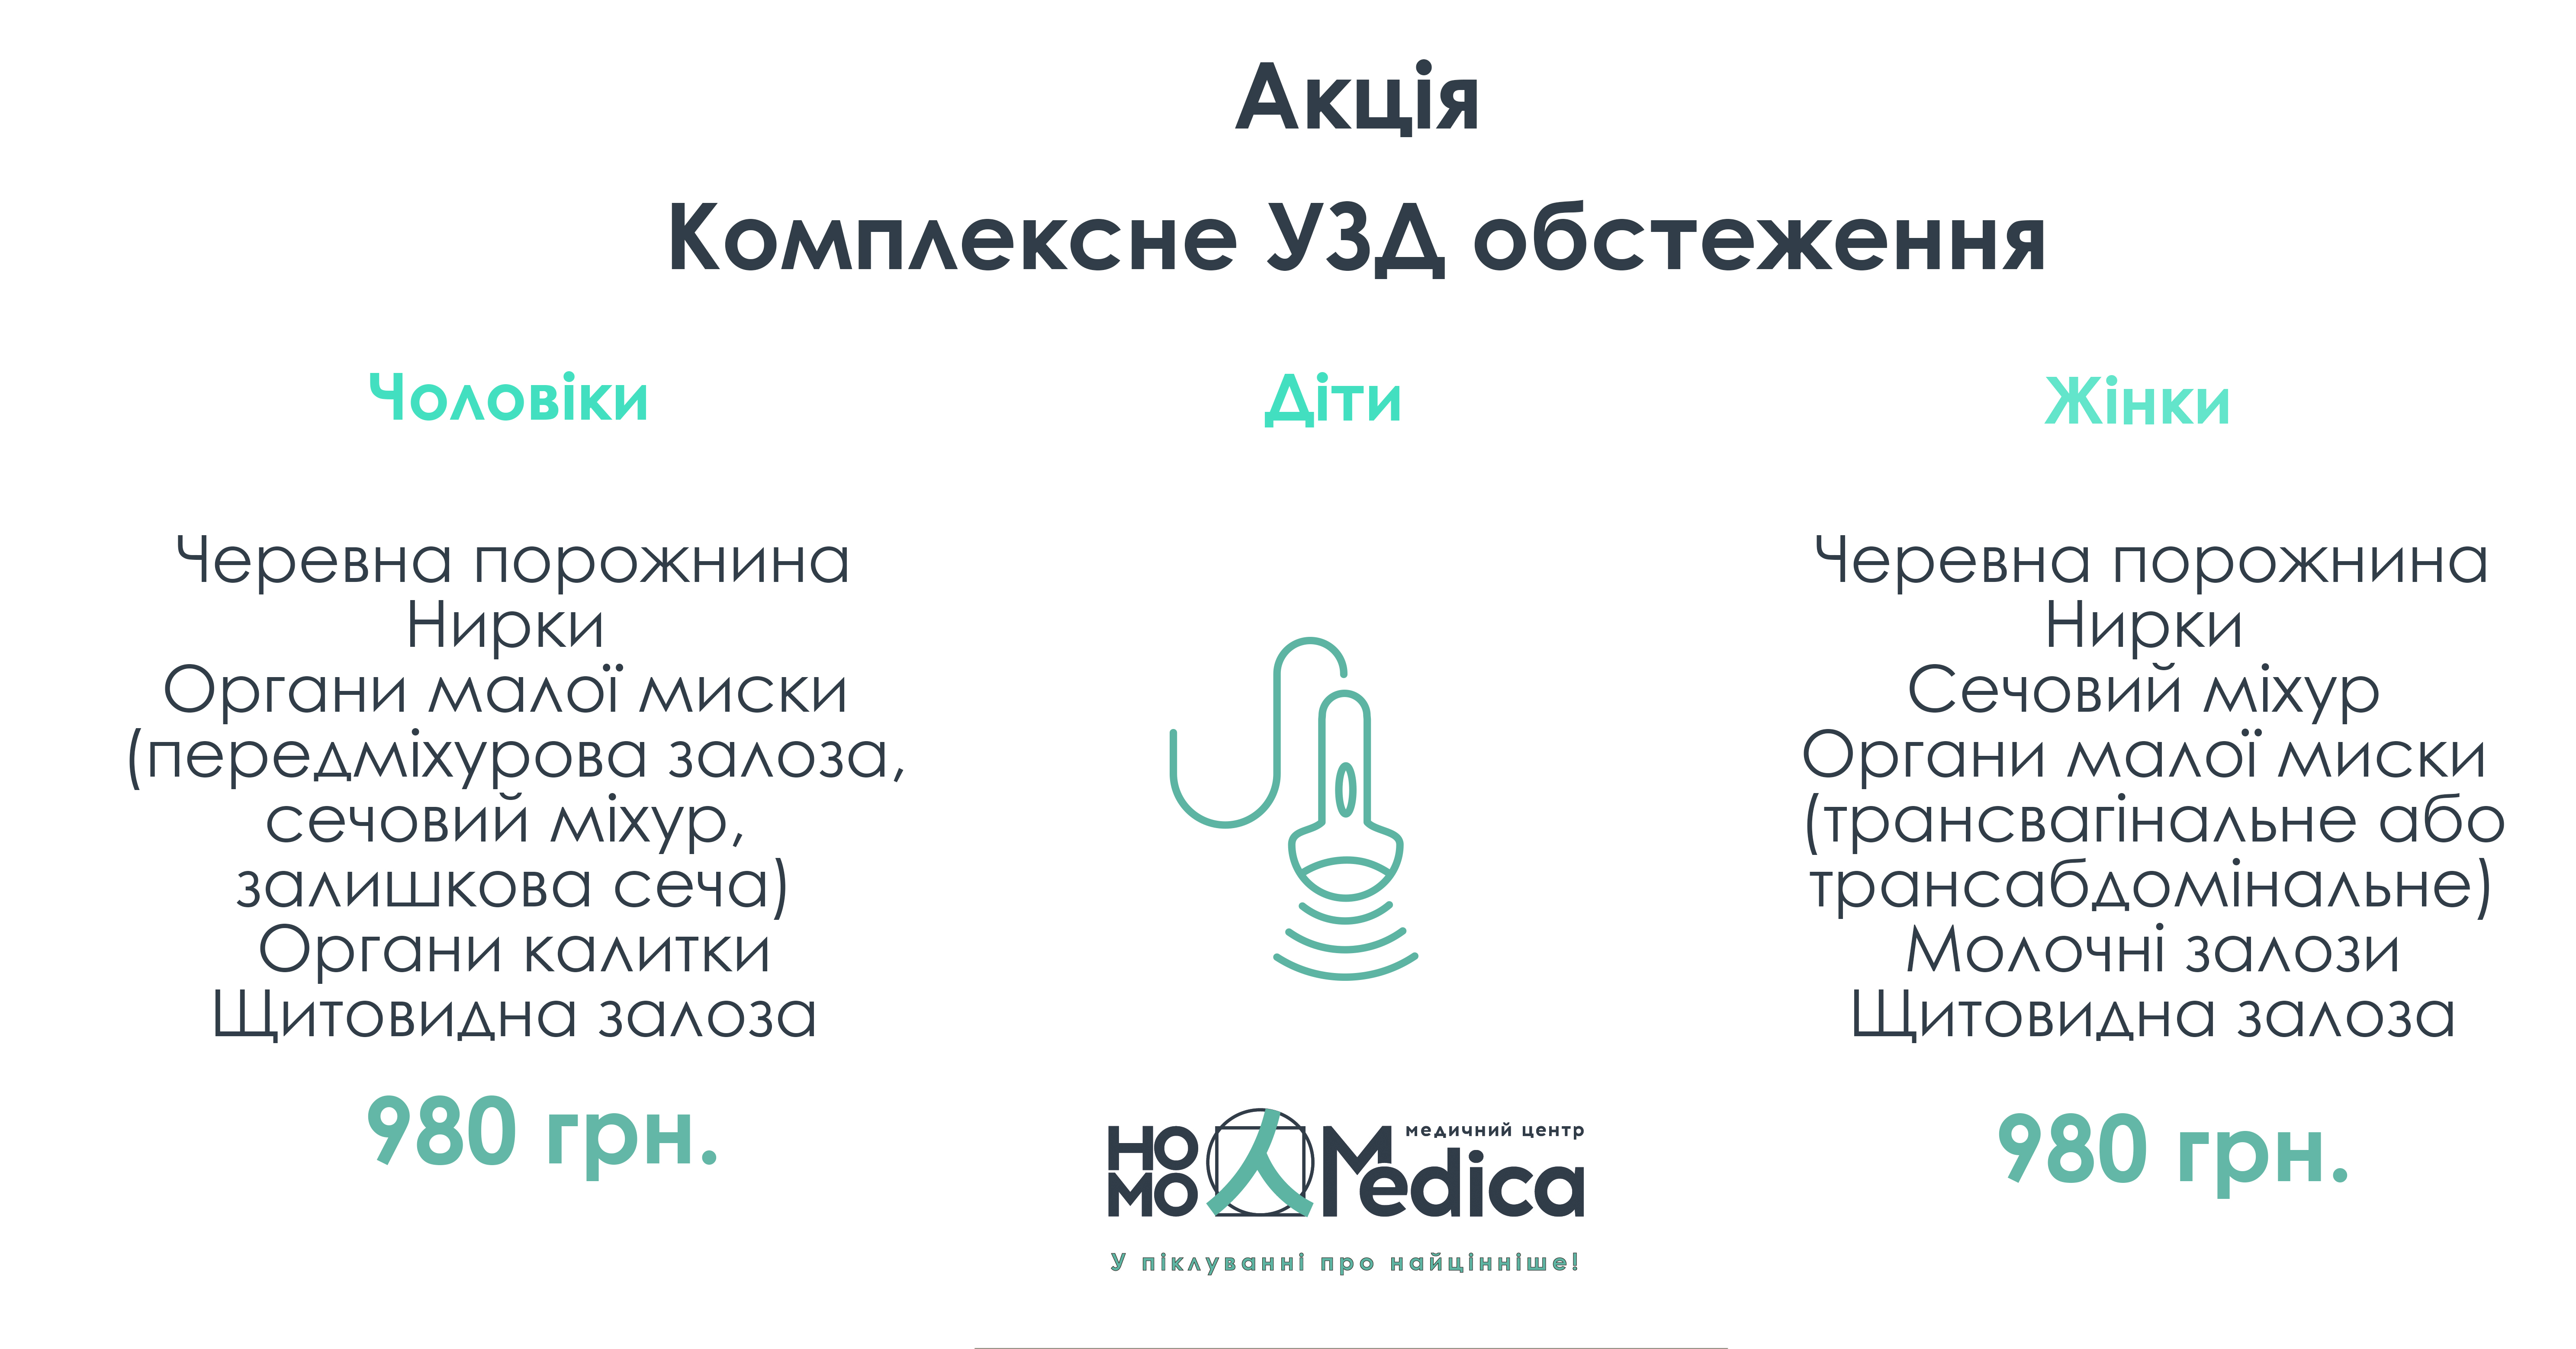 Акція
Комплексне УЗД обстеження
Чоловіки
Черевна порожнина
Нирки
Органи малої миски
(передміхурова залоза,
сечовий міхур,
залишкова сеча)
Органи калитки
Щитовидна залоза
980 грн.
Діти
НО
МО
Medica
медичний центр
У піклуванні про найцінніше!
Жінки
Черевна порожнина
Нирки
Сечовий міхур
Органи малої миски
(трансвагінальне або
трансабдомінальне)
Молочні залози
Щитовидна залоза
980 грн.